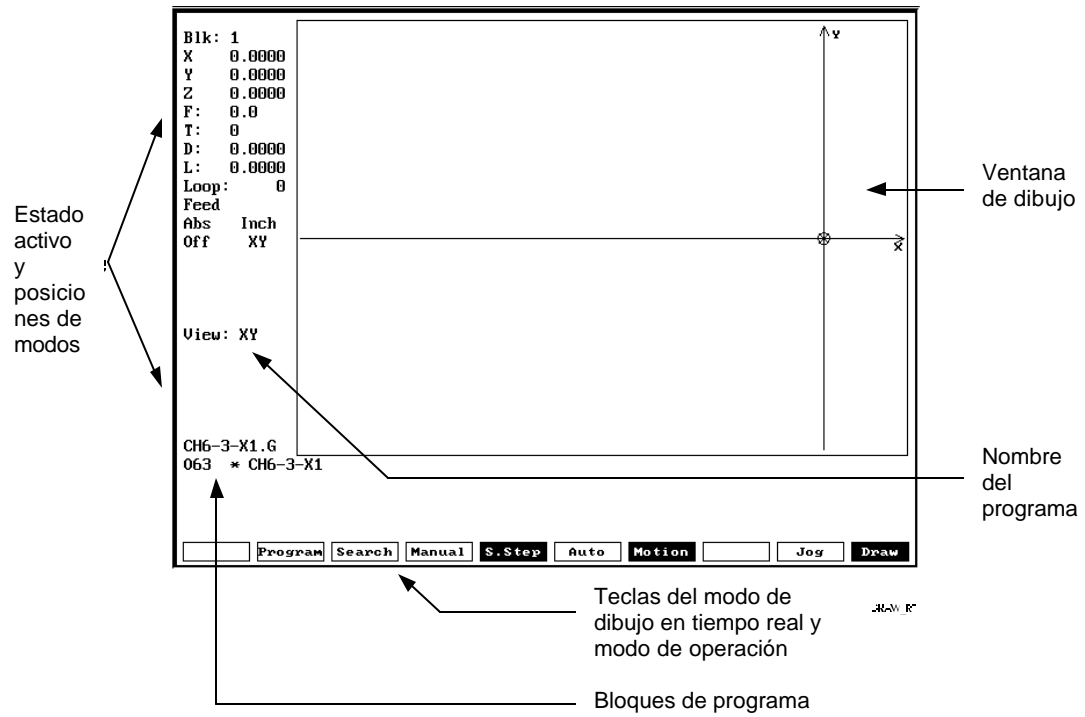 Blk: 1
X 0.0000
Y 0.0000
Z 0.0000
F: 0.0
T: 0
D: 0.0000
L: 0.0000
Loop: 0
Feed
Abs Inch
Off XY
View: XY
CH6-3-X1.G
O63 * CH6-3-X1
Y
X
Program Search Manual S.Step Auto Motion Jog Draw
Estado
activo
y
posicio
nes de
modos
Ventana
de dibujo
Nombre
del
programa
Teclas del modo de
dibujo en tiempo real y
modo de operación
Bloques de programa